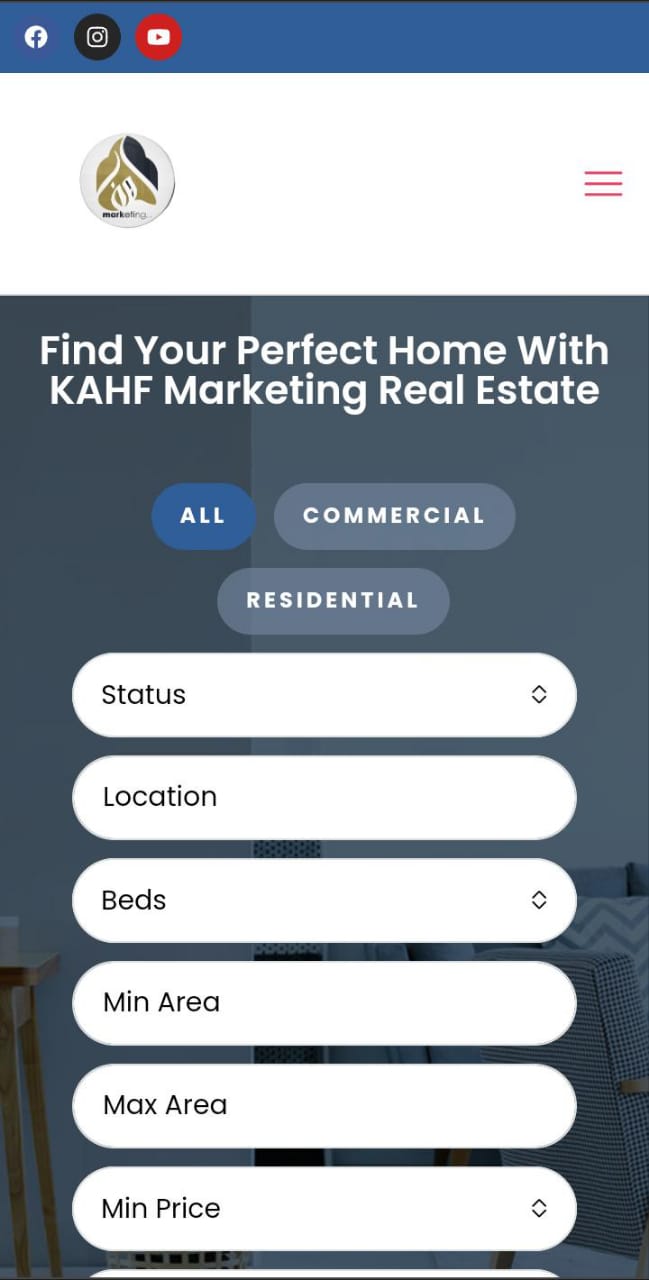 marketing...
Find Your Perfect Home With
KAHF Marketing Real Estate
ALL
COMMERCIAL
RESIDENTIAL
Status
Location
Beds
Min Area
Max Area
Min Price